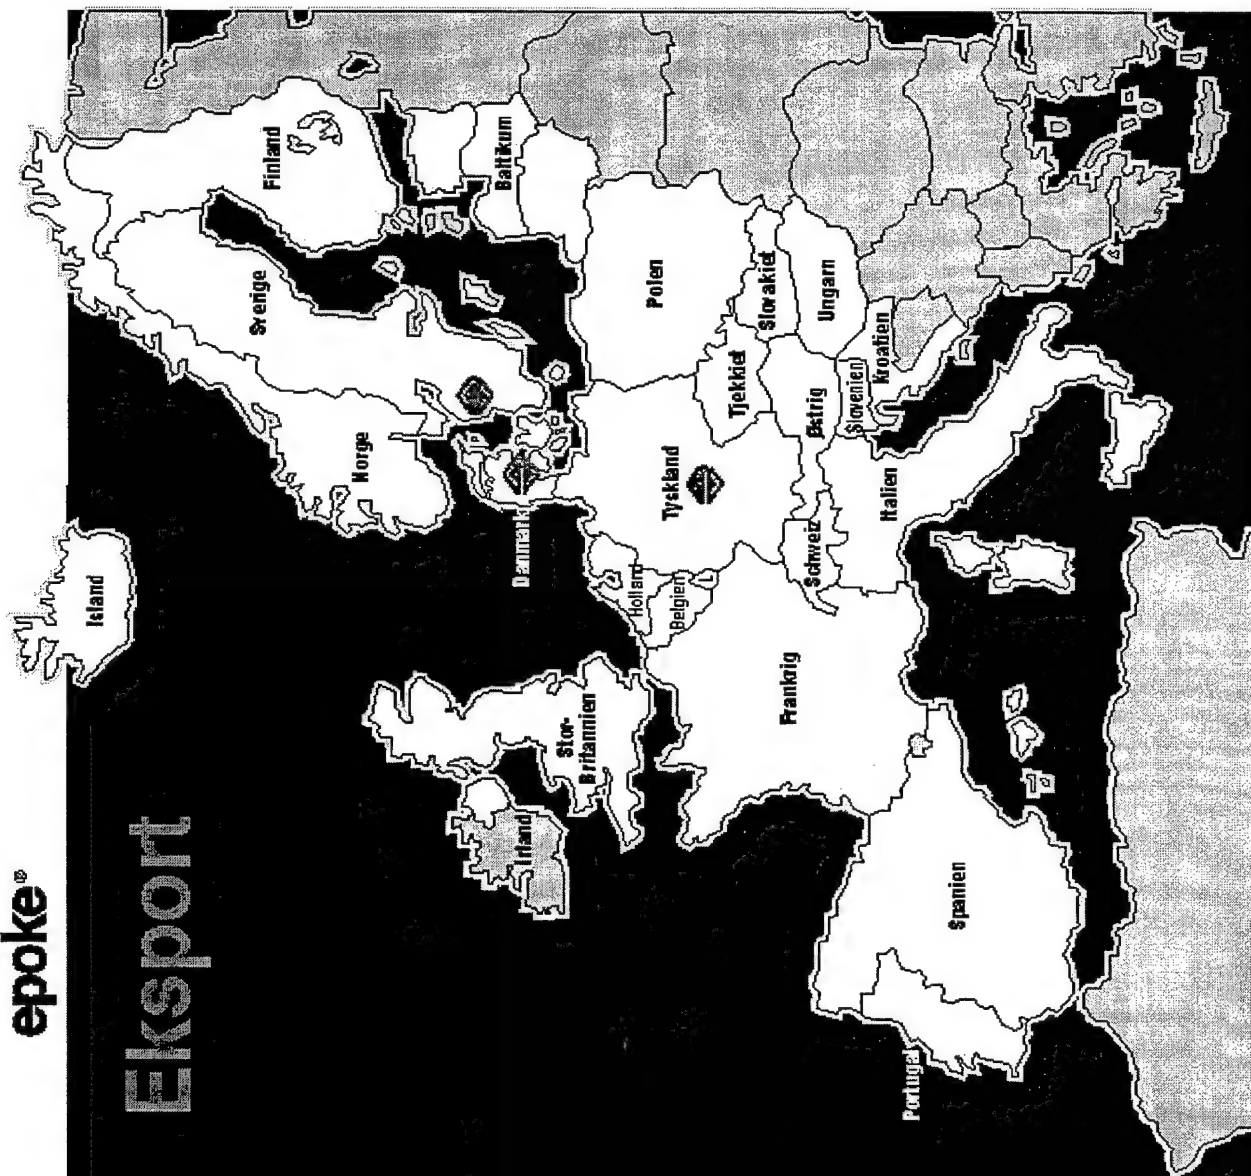 epoke®
Eksport
Island
Norge
Sverige
Finland
Baltikum
Danmark
Irland
Stor-
Britannien
Holland
Belgien
Tyskland
Polen
Tjekkiet
Slovakiet
Frankrig
Schweiz
Østrig
Ungarn
Slovenien
Kroatien
Italien
Portugal
Spanien